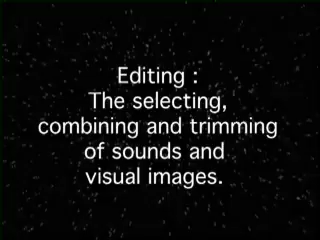 Editing :
The selecting,
combining and trimming
of sounds and
visual images.